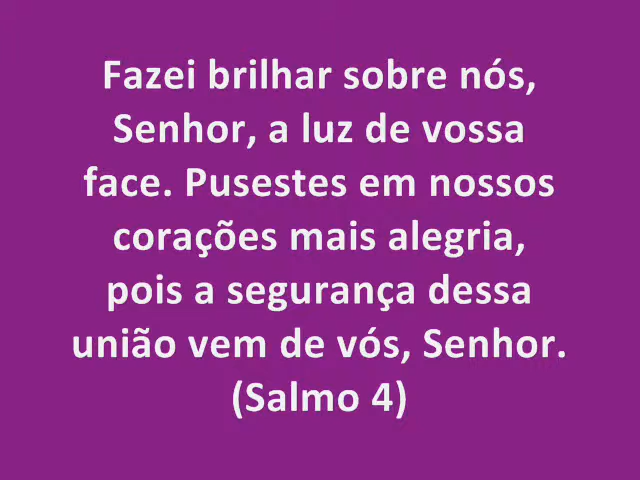 Fazei brilhar sobre nós,
Senhor, a luz de vossa
face. Pusestes em nossos
corações mais alegria,
pois a segurança dessa
união vem de vós, Senhor.
(Salmo 4)